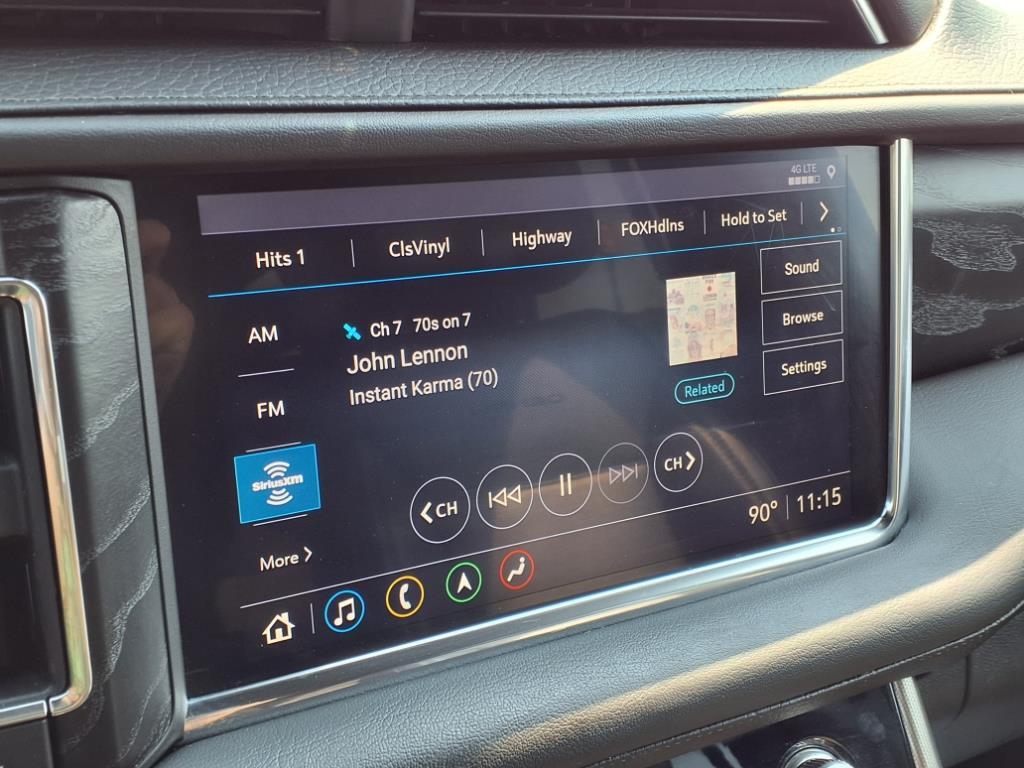 4G LTE
Hits 1
ClsVinyl
Highway
FOXHdlns
Hold to Set
Sound
AM
Ch 7 70s on 7
Browse
John Lennon
Instant Karma (70)
Settings
FM
Related
SiriusXM
CH
CH
90° 11:15
More